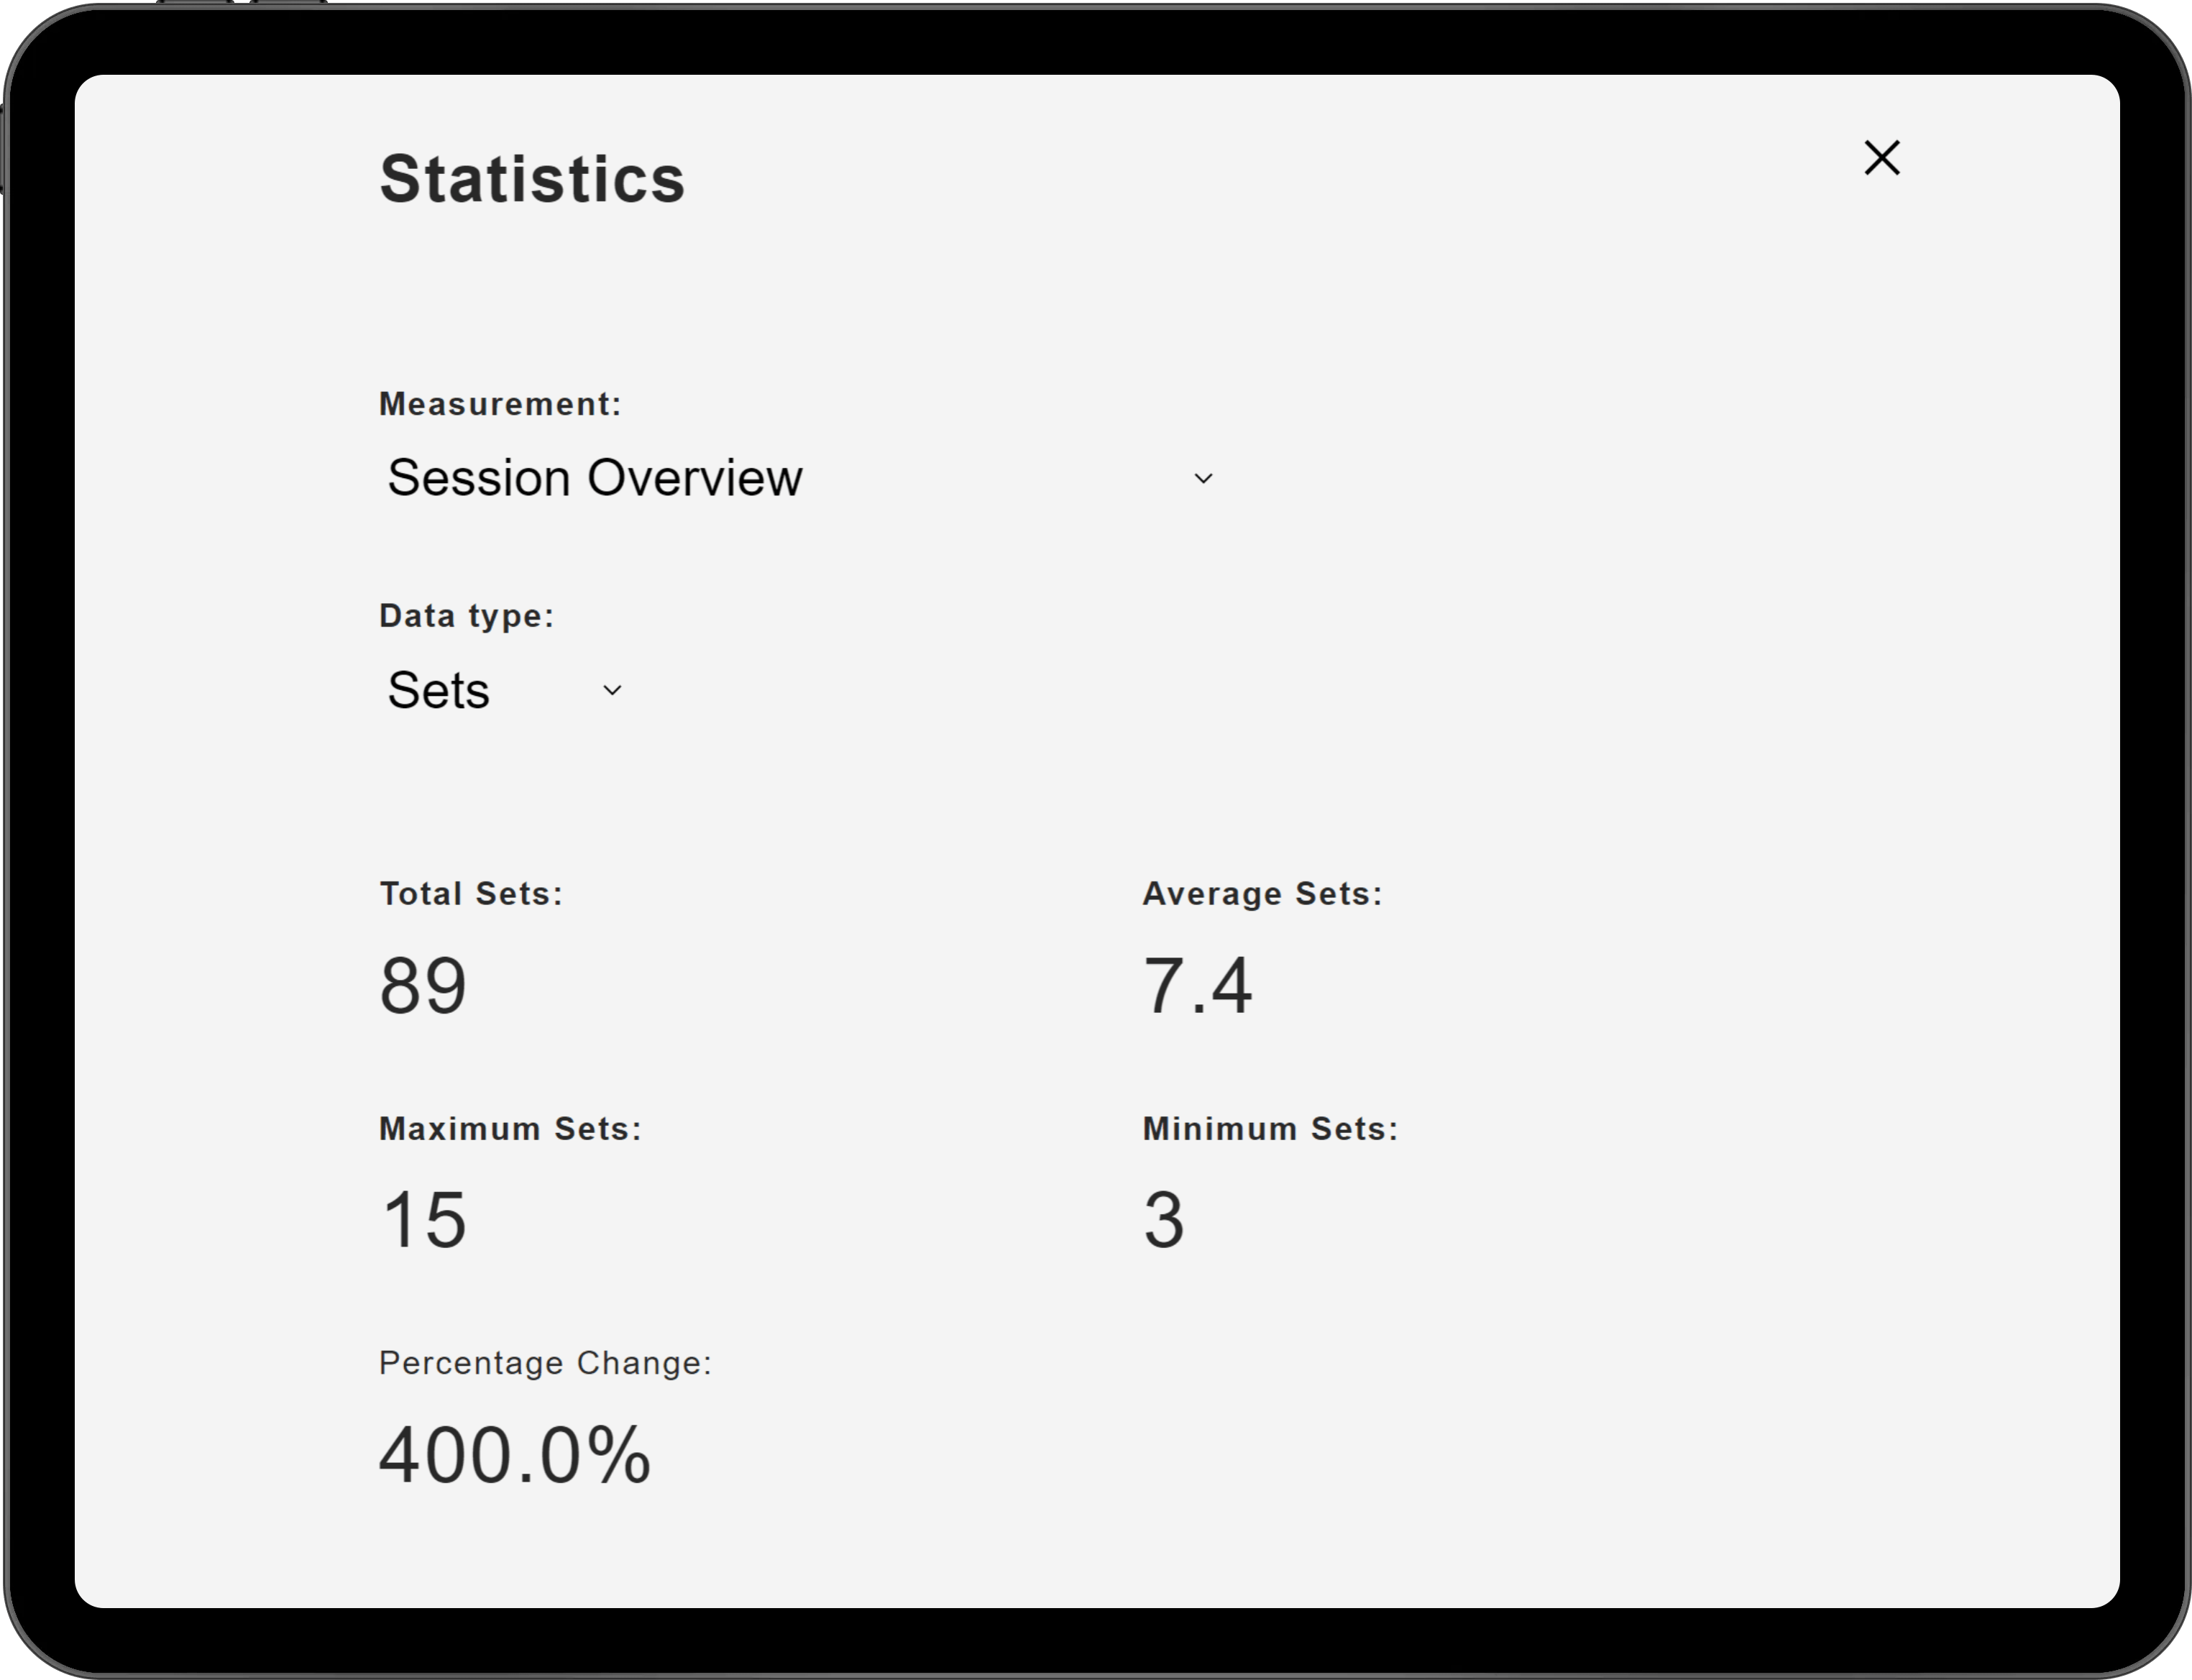 Statistics
Measurement:
Session Overview
Data type:
Sets
Total Sets:
Average Sets:
89
7.4
Maximum Sets:
Minimum Sets:
15
3
Percentage Change:
400.0%